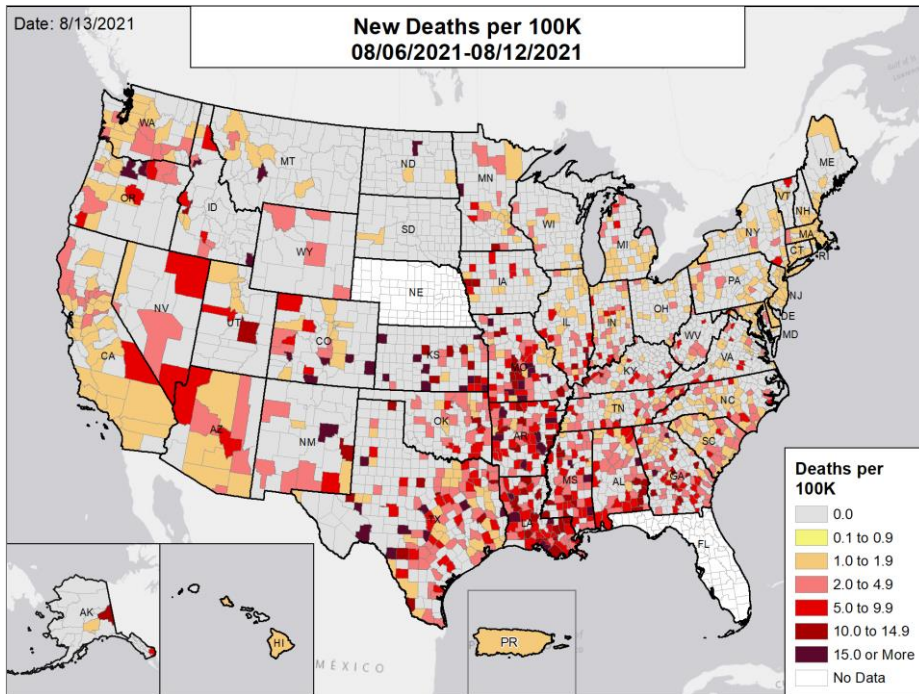 Date: 8/13/2021
New Deaths per 100K
08/06/2021-08/12/2021
WA
MT
ND
MN
ME
OR
ID
SD
WI
MI
VT
NH
NY
MA
CT
RI
WY
IA
NE
PA
NJ
NV
UT
CO
IL
IN
OH
DE
MD
WV
VA
CA
KS
MO
KY
NC
TN
AZ
NM
OK
AR
SC
MS
AL
GA
TX
LA
FL
AK
HI
PR
MÉXICO
Deaths per
100K
0.0
0.1 to 0.9
1.0 to 1.9
2.0 to 4.9
5.0 to 9.9
10.0 to 14.9
15.0 or More
No Data